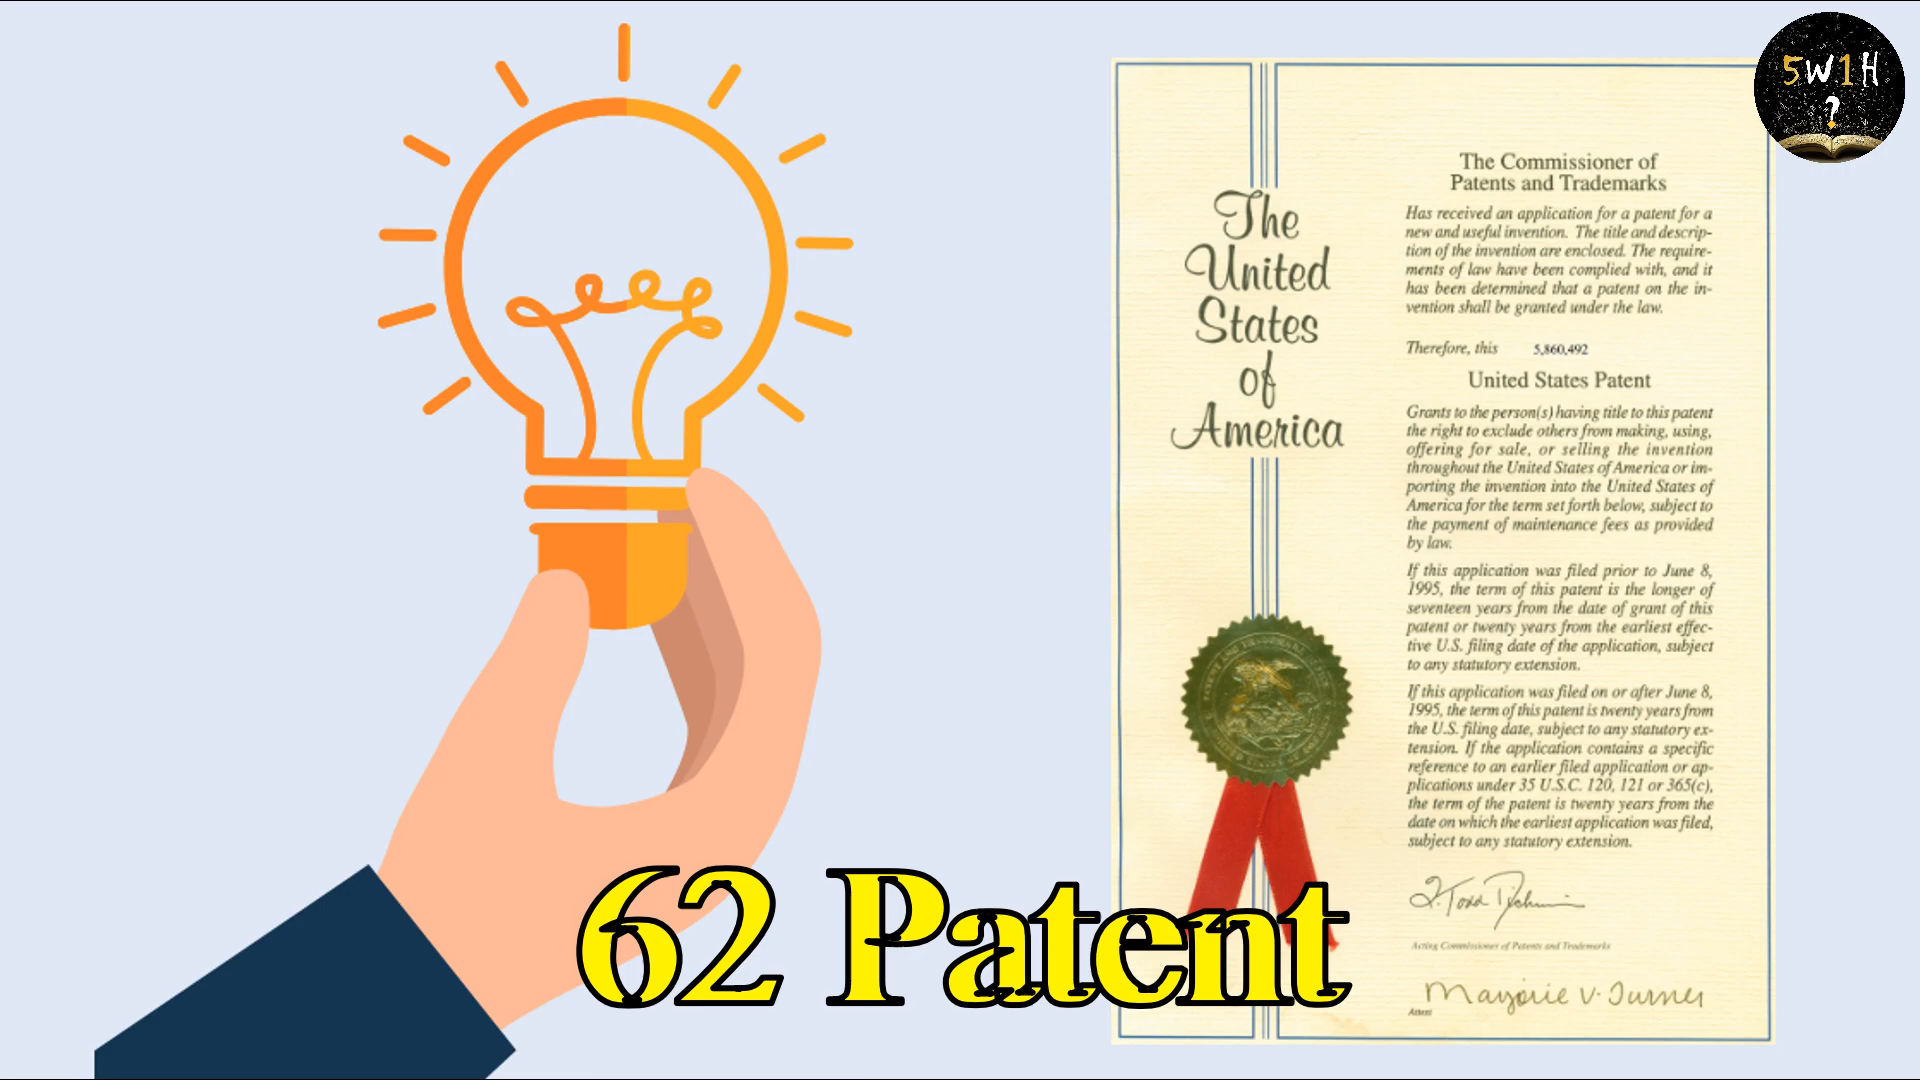 5W1H
?
The
United
States
of
America
The Commissioner of
Patents and Trademarks
Has received an application for a patent for a
new and useful invention. The title and descrip-
tion of the invention are enclosed. The require-
ments of law have been complied with, and it
has been determined that a patent on the in-
vention shall be granted under the law.
Therefore, this 5,860,492
United States Patent
Grants to the person(s) having title to this patent
the right to exclude others from making, using,
offering for sale, or selling the invention
throughout the United States of America or im-
porting the invention into the United States of
America for the term set forth below, subject to
the payment of maintenance fees as provided
by law.
If this application was filed prior to June 8,
1995, the term of this patent is the longer of
seventeen years from the date of grant of this
patent or twenty years from the earliest effec-
tive U.S. filing date of the application, subject
to any statutory extension.
If this application was filed on or after June 8,
1995, the term of this patent is twenty years from
the U.S. filing date, subject to any statutory ex-
tension. If the application contains a specific
reference to an earlier filed application or ap-
plications under 35 U.S.C. 120, 121 or 365(c),
the term of the patent is twenty years from the
date on which the earliest application was filed,
subject to any statutory extension.
Acting Commissioner of Patents and Trademarks
Marjorie V. Turner
Attest
62 Patent